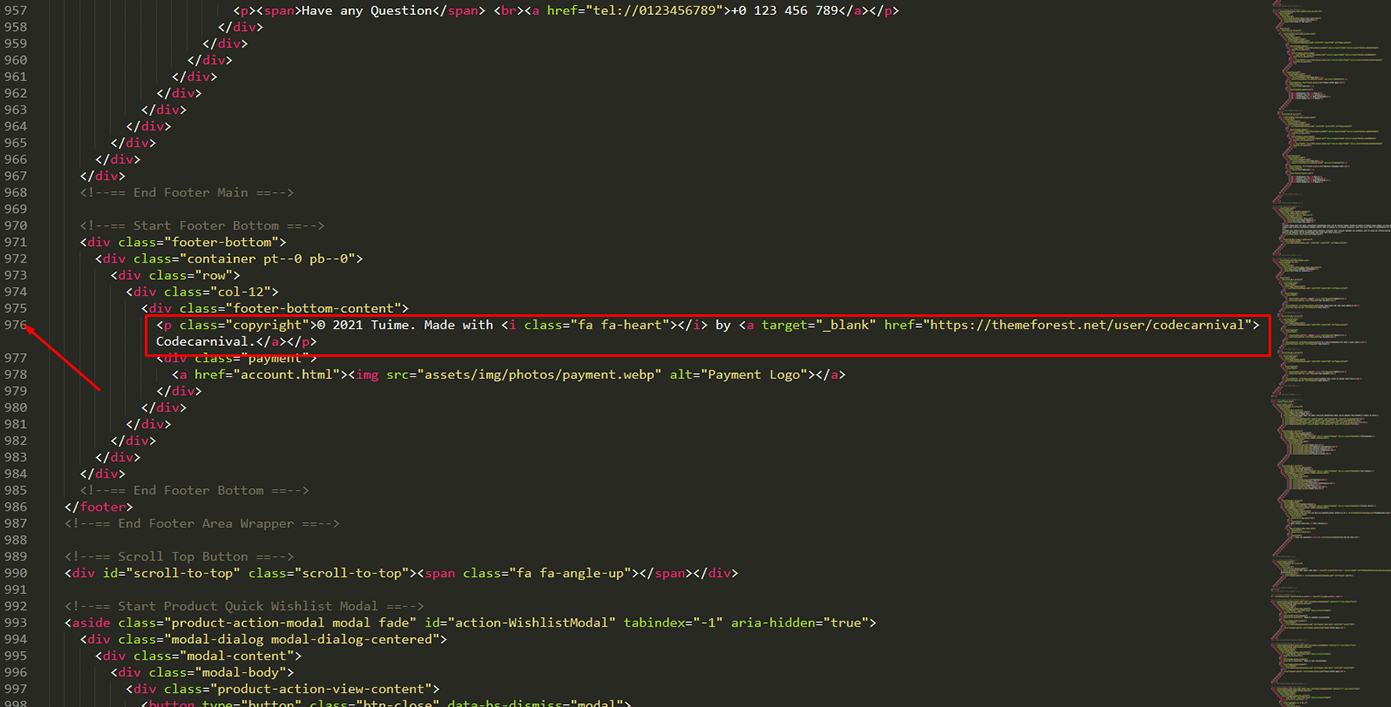 957 <p><span>Have any Question</span> <br><a href="tel://0123456789">+0 123 456 789</a></p>
958 </div>
959 </div>
960 </div>
961 </div>
962 </div>
963 </div>
964 </div>
965 </div>
966 </div>
967 </div>
968 <!--== End Footer Main ==-->
969
970 <!--== Start Footer Bottom ==-->
971 <div class="footer-bottom">
972 <div class="container pt--0 pb--0">
973 <div class="row">
974 <div class="col-12">
975 <div class="footer-bottom-content">
976 <p class="copyright">© 2021 Tuime. Made with <i class="fa fa-heart"></i> by <a target="_blank" href="https://themeforest.net/user/codecarnival">
Codecarnival.</a></p>
977 <div class="payment">
978 <a href="account.html"><img src="assets/img/photos/payment.webp" alt="Payment Logo"></a>
979 </div>
980 </div>
981 </div>
982 </div>
983 </div>
984 </div>
985 <!--== End Footer Bottom ==-->
986 </footer>
987 <!--== End Footer Area Wrapper ==-->
988
989 <!--== Scroll Top Button ==-->
990 <div id="scroll-to-top" class="scroll-to-top"><span class="fa fa-angle-up"></span></div>
991
992 <!--== Start Product Quick Wishlist Modal ==-->
993 <aside class="product-action-modal modal fade" id="action-WishlistModal" tabindex="-1" aria-hidden="true">
994 <div class="modal-dialog modal-dialog-centered">
995 <div class="modal-content">
996 <div class="modal-body">
997 <div class="product-action-view-content">
998 <button type="button" class="btn-close" data-bs-dismiss="modal">